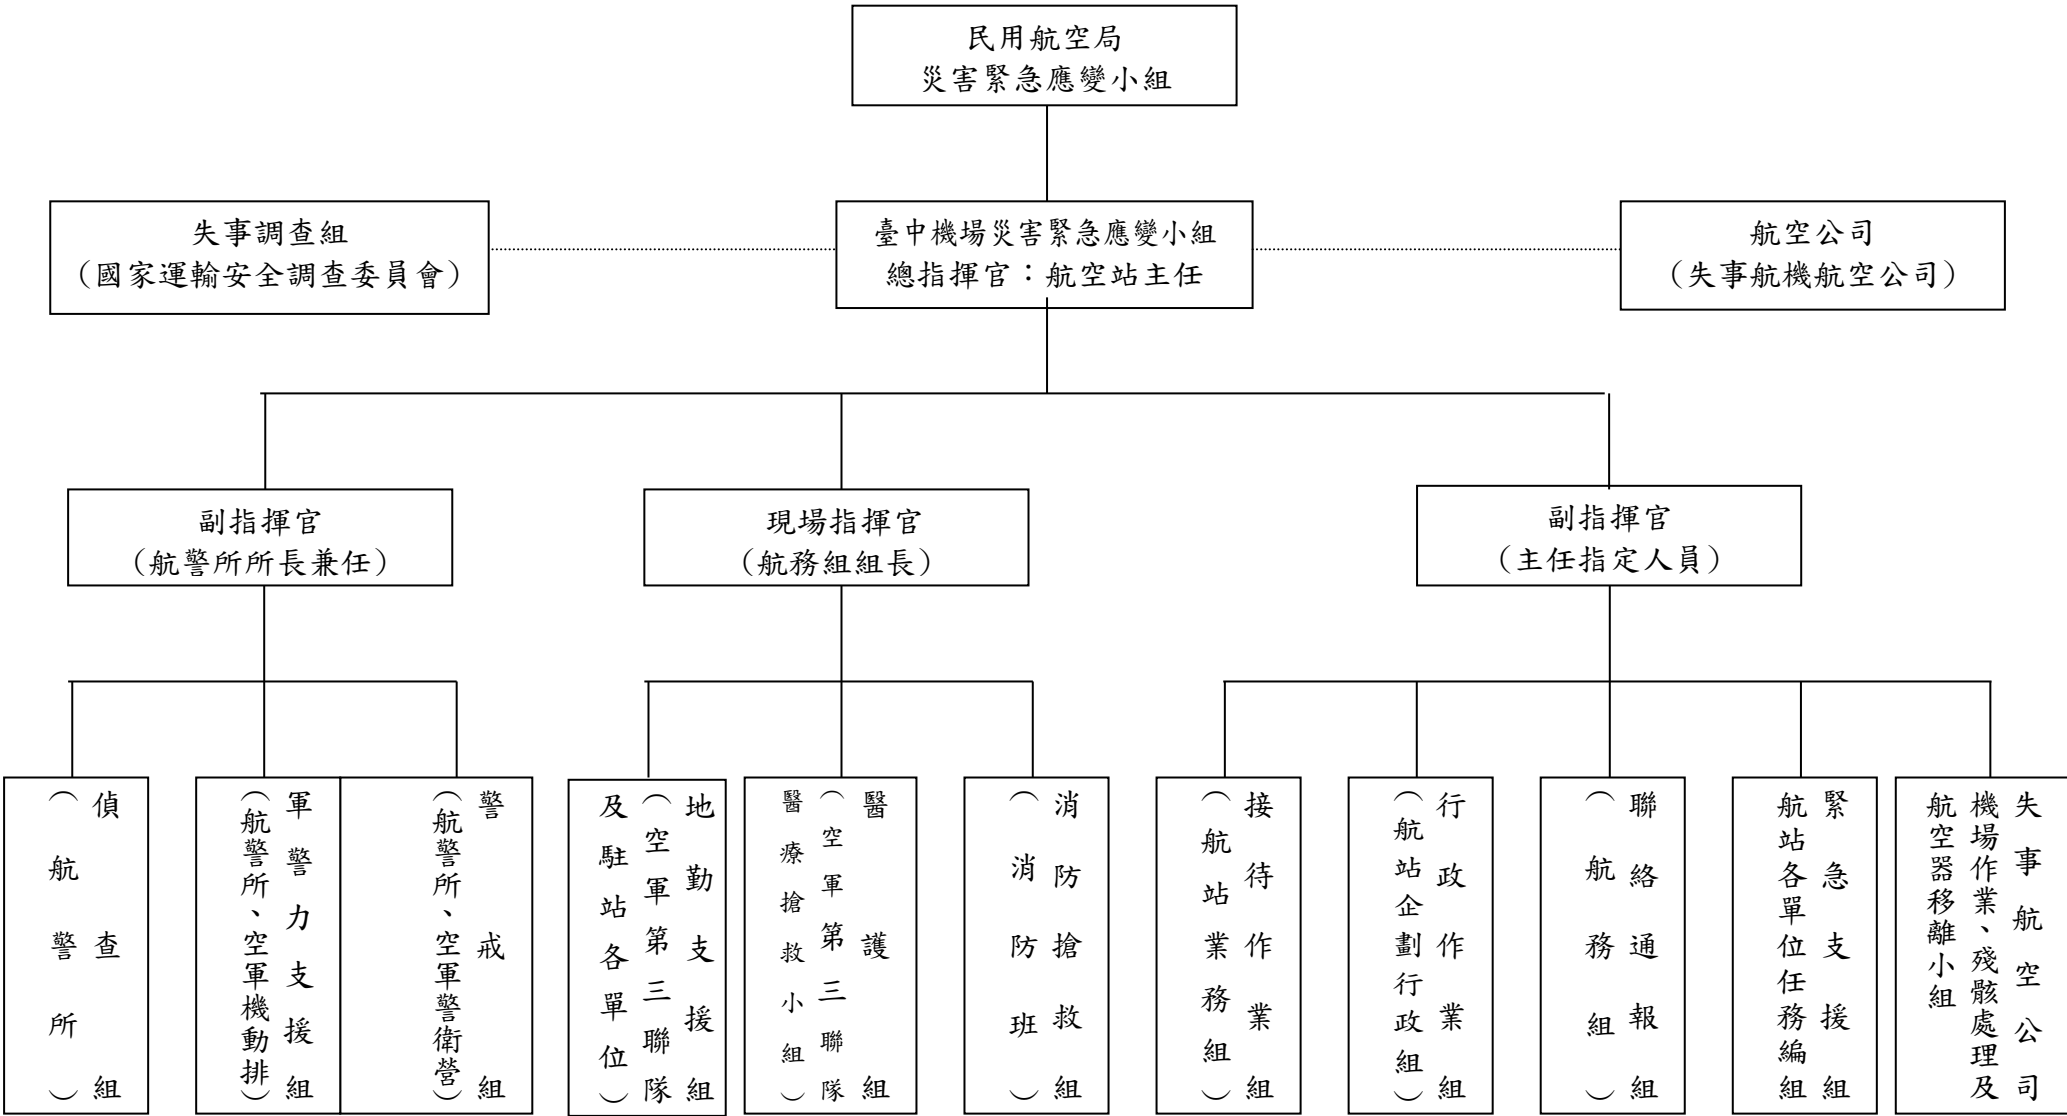 民用航空局
災害緊急應變小組
失事調查組
（國家運輸安全調查委員會）
臺中機場災害緊急應變小組
總指揮官：航空站主任
航空公司
（失事航機航空公司）
副指揮官
（航警所所長兼任）
現場指揮官
（航務組組長）
副指揮官
（主任指定人員）
偵查組
（航警所）
軍警力支援組
（航警所、空軍機動排）
警戒組
（航警所、空軍警衛營）
地勤支援組
（空軍第三聯隊
及駐站各單位）
醫護組
（空軍第三聯隊
醫療搶救小組）
消防搶救組
（消防班）
接待作業組
（航站業務組）
行政作業組
（航站企劃行政組）
聯絡通報組
（航務組）
緊急支援組
航站各單位任務編組
失事航空公司
機場作業、殘骸處理及
航空器移離小組